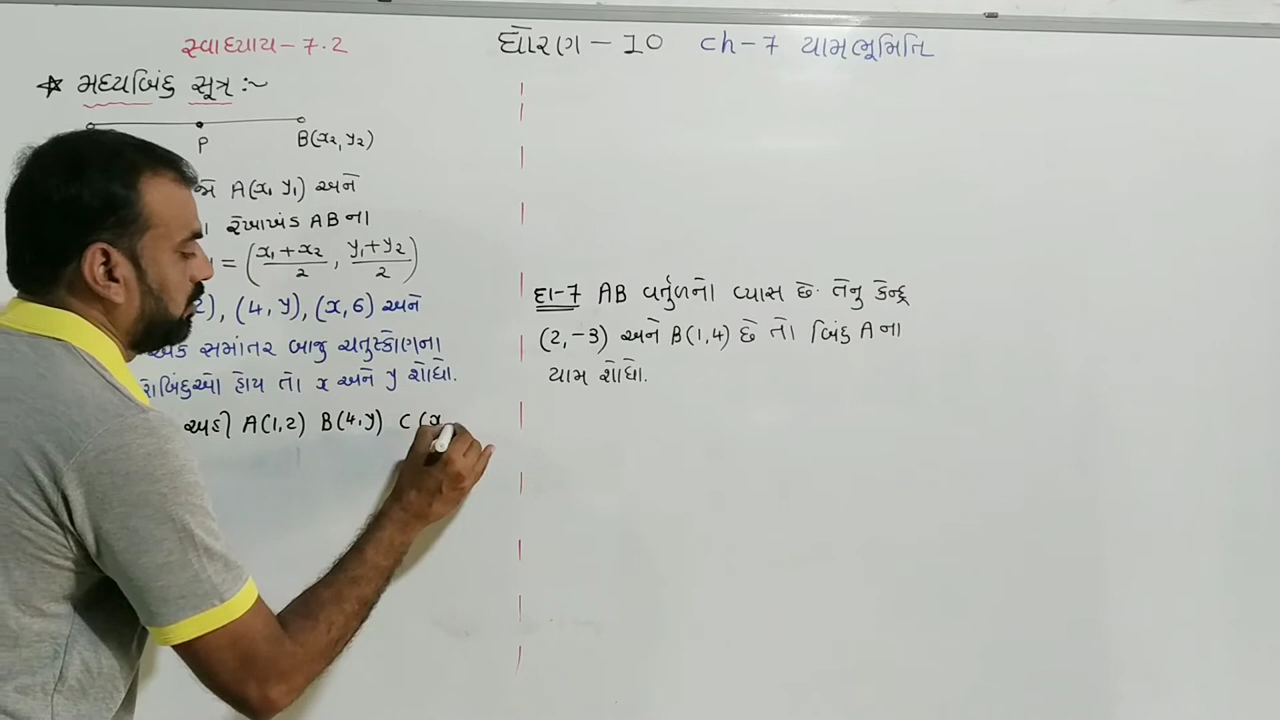 સ્વાધ્યાય - 7.2
ધોરણ - 10 ch-7 યામભૂમિતિ
★ મધ્યબિંદુ સૂત્ર :~
P B(x₂, y₂)
A(x₁ y₁) અને
રેખાખંડ ABના
= (x₁+x₂/2, y₁+y₂/2)
2), (4, y), (x, 6) અને
એક સમાંતર બાજુ ચતુષ્કોણના
હોય તો x અને y શોધો.
અહી A(1,2) B(4,y) C(x
દા-7 AB વર્તુળનો વ્યાસ છે. તેનુ કેન્દ્ર
(2,-3) અને B(1,4) છે તો બિંદુ A ના
યામ શોધો.